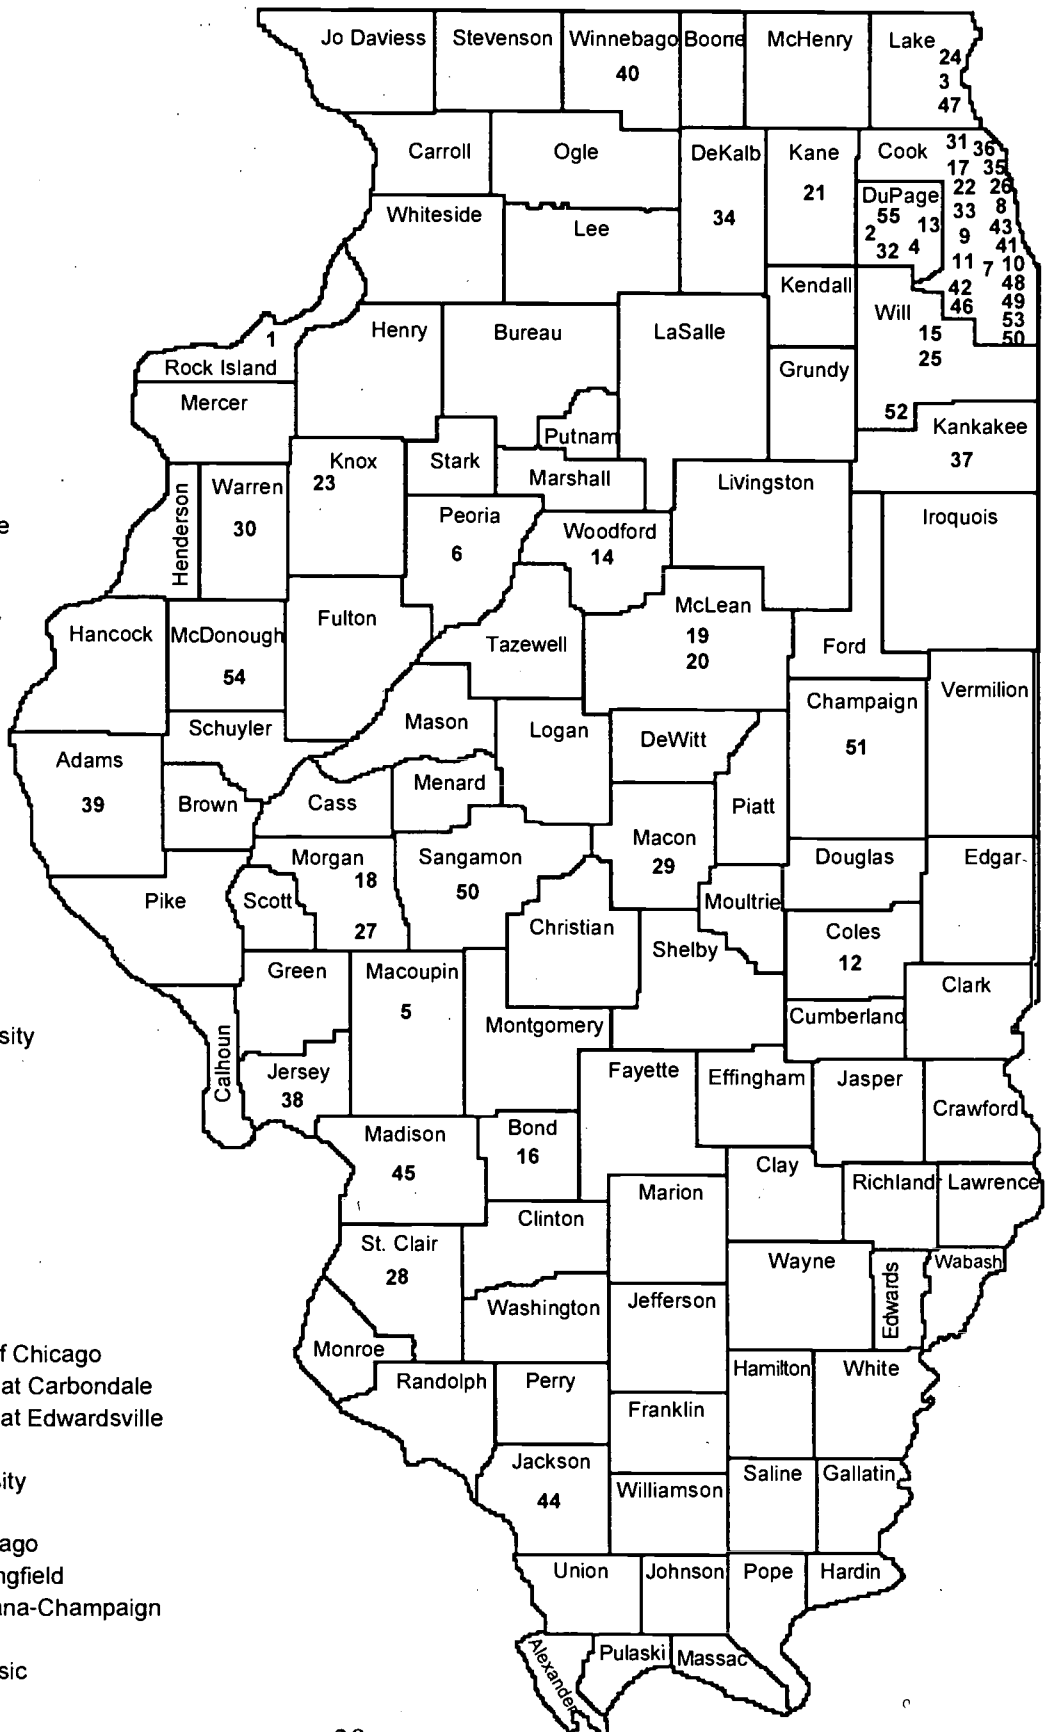 Jo Daviess Stevenson Winnebago Boone McHenry Lake
40
24
3
47
Carroll Ogle DeKalb Kane Cook
31 36
17 35
34
21
22 26
DuPage
55
33 8
13
43
2
9
41
32 4
11 7 10
42 48
46 49
53
50
Whiteside Lee
Kendall
Will
15
25
52
Henry Bureau LaSalle
1
Rock Island
Grundy
Mercer
Putnam
Kankakee
37
Knox
23
Stark
Marshall
Livingston
Henderson
Warren
30
Peoria
6
Woodford
14
Iroquois
e
Hancock McDonough
54
Fulton
Tazewell
McLean
19
20
Ford
Schuyler
Mason
Logan
DeWitt
Champaign
51
Vermilion
Adams
39
Brown
Cass
Menard
Piatt
Macon
29
Douglas
Edgar
Pike
Scott
Morgan
18
27
Sangamon
50
Christian
Moultrie
Shelby
Coles
12
Clark
Green
Macoupin
5
Montgomery
Cumberland
sity
Calhoun
Jersey
38
Fayette
Effingham
Jasper
Crawford
Madison
45
Bond
16
Clay
Richland Lawrence
Marion
Clinton
St. Clair
28
Wayne
Edwards
Wabash
Washington
Jefferson
Monroe
f Chicago
Randolph Perry
Hamilton White
at Carbondale
Franklin
at Edwardsville
Jackson
44
Williamson
Saline Gallatin
sity
ago
ngfield
Union Johnson Pope Hardin
ana-Champaign
Alexander
Pulaski Massac
sic